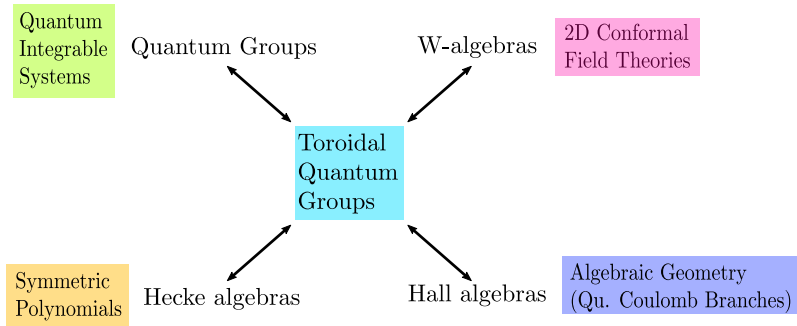 Quantum
Integrable
Systems
Quantum Groups
W-algebras
2D Conformal
Field Theories
Toroidal
Quantum
Groups
Symmetric
Polynomials
Hecke algebras
Hall algebras
Algebraic Geometry
(Qu. Coulomb Branches)